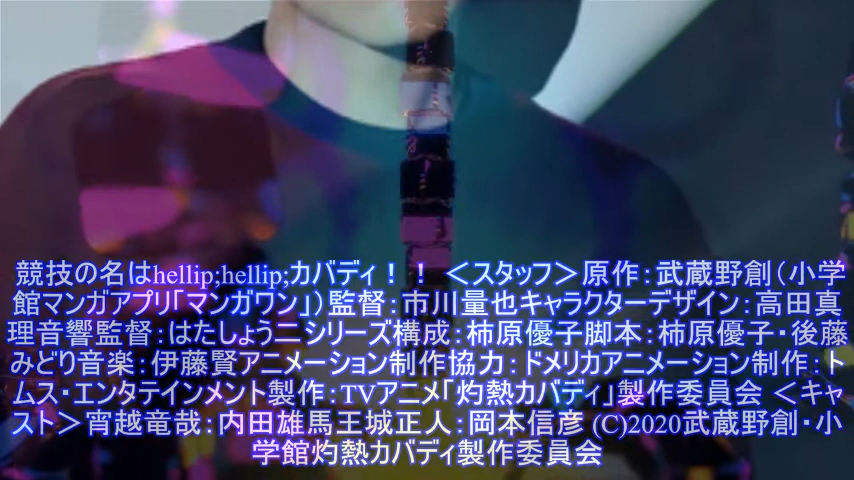 競技の名はhellip;hellip;カバディ！！ ＜スタッフ＞原作：武蔵野創（小学
館マンガアプリ「マンガワン」）監督：市川量也キャラクターデザイン：高田真
理音響監督：はたしょう二 シリーズ構成：柿原優子脚本：柿原優子・後藤
みどり音楽：伊藤賢アニメーション制作協力：ドメリカアニメーション制作：ト
ムス・エンタテインメント製作：TVアニメ「灼熱カバディ」製作委員会 ＜キャ
スト＞宵越竜哉：内田雄馬王城正人：岡本信彦 (C)2020武蔵野創・小
学館灼熱カバディ製作委員会